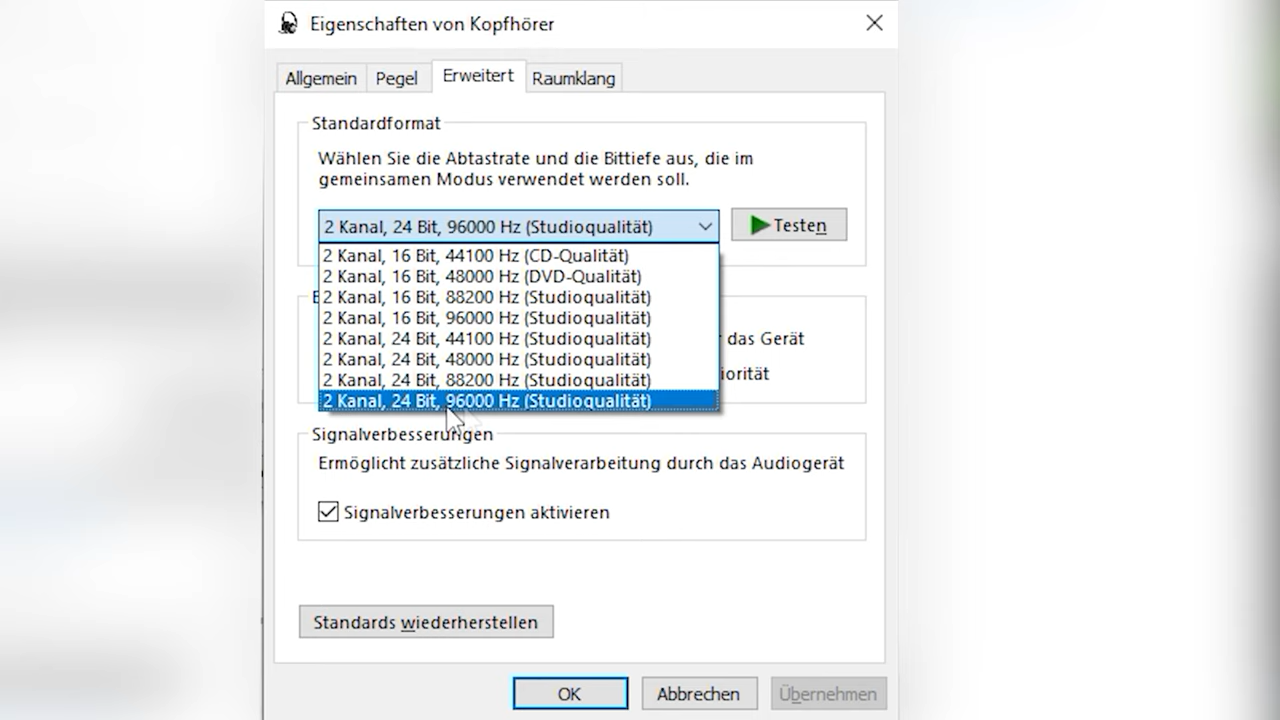 Eigenschaften von Kopfhörer
Allgemein Pegel Erweitert Raumklang
Standardformat
Wählen Sie die Abtastrate und die Bittiefe aus, die im
gemeinsamen Modus verwendet werden soll.
2 Kanal, 24 Bit, 96000 Hz (Studioqualität) Testen
2 Kanal, 16 Bit, 44100 Hz (CD-Qualität)
2 Kanal, 16 Bit, 48000 Hz (DVD-Qualität)
2 Kanal, 16 Bit, 88200 Hz (Studioqualität)
2 Kanal, 16 Bit, 96000 Hz (Studioqualität)
2 Kanal, 24 Bit, 44100 Hz (Studioqualität)
das Gerät
2 Kanal, 24 Bit, 48000 Hz (Studioqualität)
2 Kanal, 24 Bit, 88200 Hz (Studioqualität)
2 Kanal, 24 Bit, 96000 Hz (Studioqualität)
Signalverbesserungen
Ermöglicht zusätzliche Signalverarbeitung durch das Audiogerät
Signalverbesserungen aktivieren
Standards wiederherstellen
OK Abbrechen Übernehmen